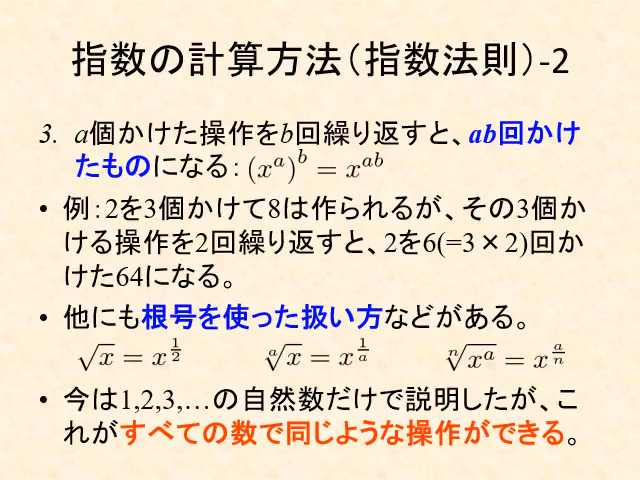 指数の計算方法（指数法則）-2
3. a個かけた操作をb回繰り返すと、ab回かけ
たものになる：(x^a)^b = x^{ab}
• 例：2を3個かけて8は作られるが、その3個か
ける操作を2回繰り返すと、2を6(=3×2)回か
けた64になる。
• 他にも根号を使った扱い方などがある。
√x = x^{1/2} ᵃ√x = x^{1/a} ⁿ√x^a = x^{a/n}
• 今は1,2,3,…の自然数だけで説明したが、こ
れがすべての数で同じような操作ができる。